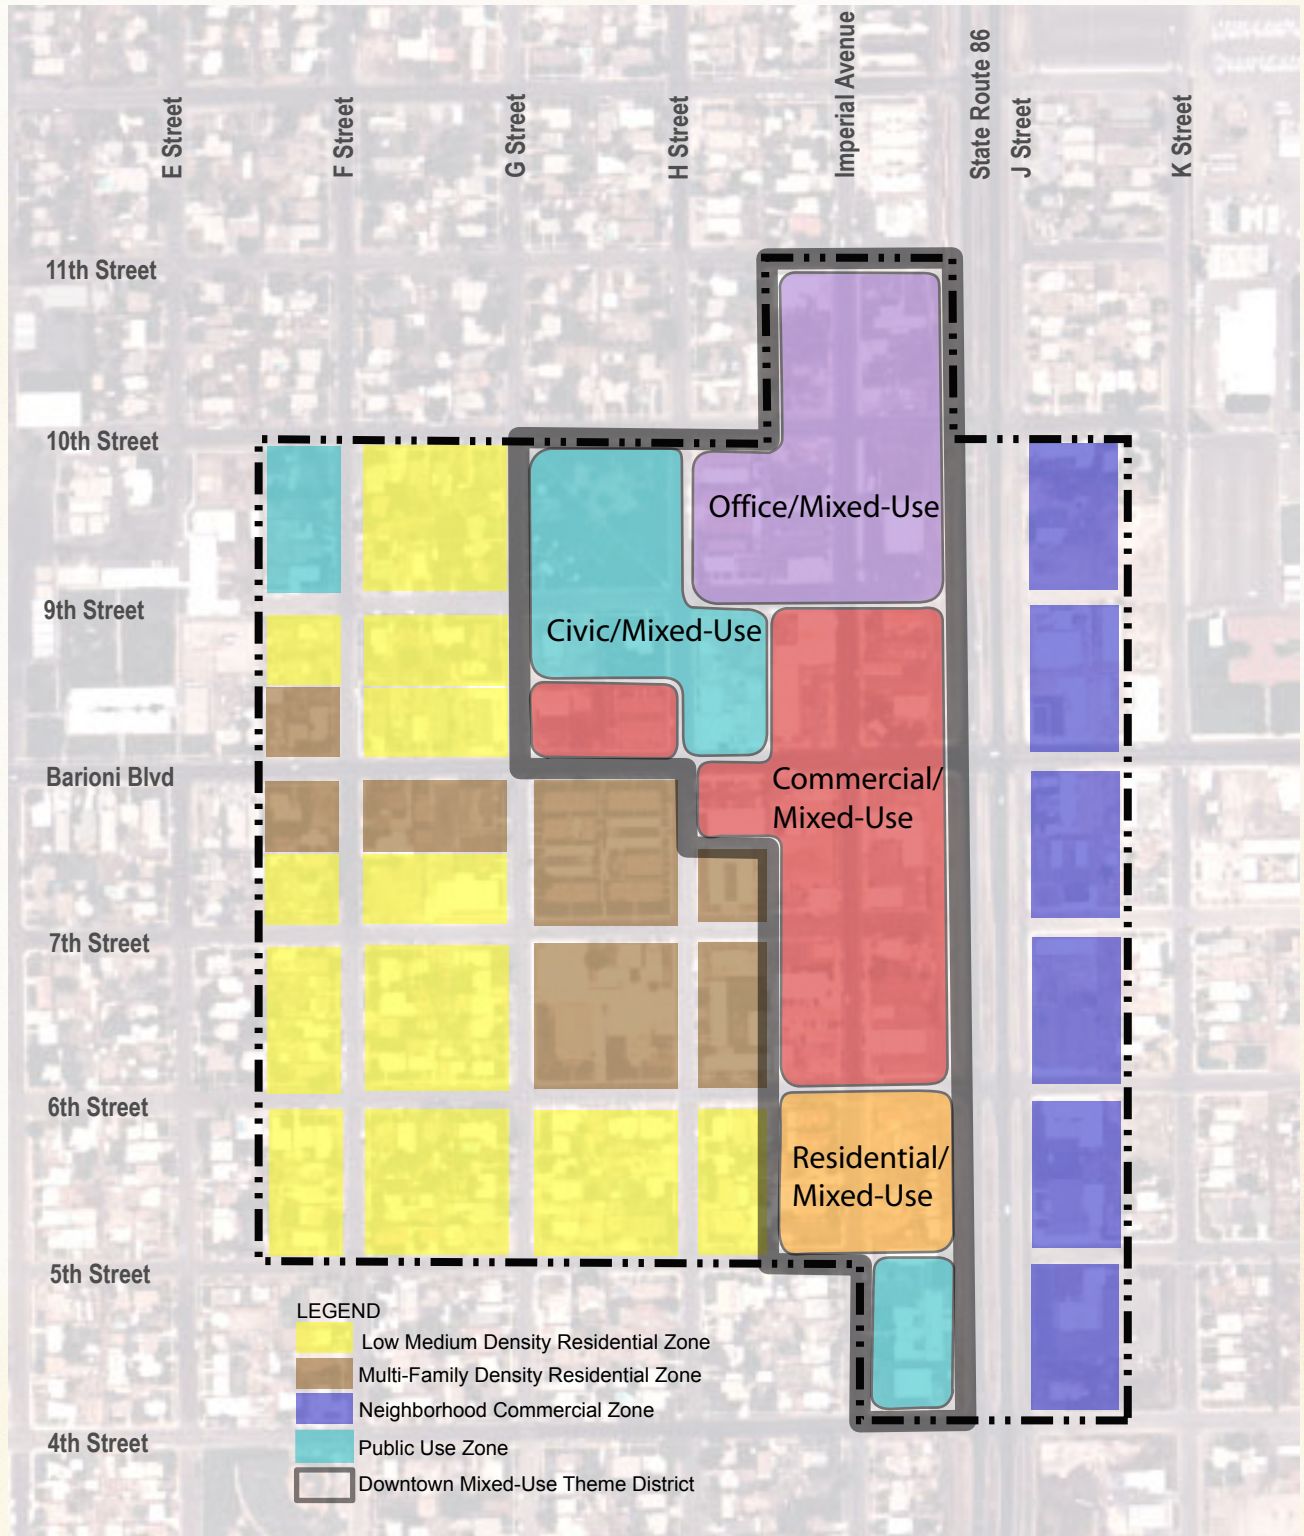 E Street
F Street
G Street
H Street
Imperial Avenue
State Route 86
J Street
K Street
11th Street
10th Street
Office/Mixed-Use
9th Street
Civic/Mixed-Use
Barioni Blvd
Commercial/
Mixed-Use
7th Street
6th Street
Residential/
Mixed-Use
5th Street
LEGEND
Low Medium Density Residential Zone
Multi-Family Density Residential Zone
Neighborhood Commercial Zone
Public Use Zone
4th Street
Downtown Mixed-Use Theme District